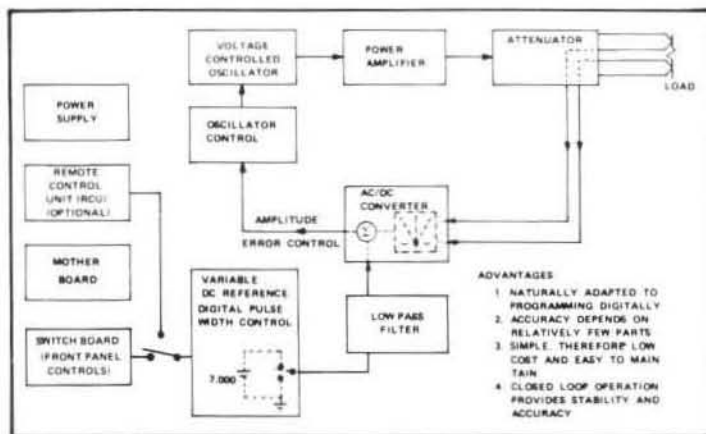 VOLTAGE
CONTROLLED
OSCILLATOR
POWER
AMPLIFIER
ATTENUATOR
LOAD
POWER
SUPPLY
OSCILLATOR
CONTROL
REMOTE
CONTROL
UNIT (RCU)
(OPTIONAL)
AC/DC
CONVERTER
Σ
AMPLITUDE
ERROR CONTROL
MOTHER
BOARD
VARIABLE
DC REFERENCE
DIGITAL PULSE
WIDTH CONTROL
7.000
LOW PASS
FILTER
SWITCH BOARD
(FRONT PANEL
CONTROLS)
ADVANTAGES
1. NATURALLY ADAPTED TO
PROGRAMMING DIGITALLY
2. ACCURACY DEPENDS ON
RELATIVELY FEW PARTS
3. SIMPLE. THEREFORE LOW
COST AND EASY TO MAIN
TAIN
4. CLOSED LOOP OPERATION
PROVIDES STABILITY AND
ACCURACY